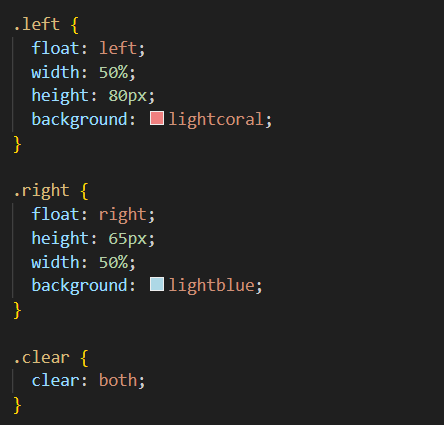 .left {
  float: left;
  width: 50%;
  height: 80px;
  background: lightcoral;
}

.right {
  float: right;
  height: 65px;
  width: 50%;
  background: lightblue;
}

.clear {
  clear: both;
}